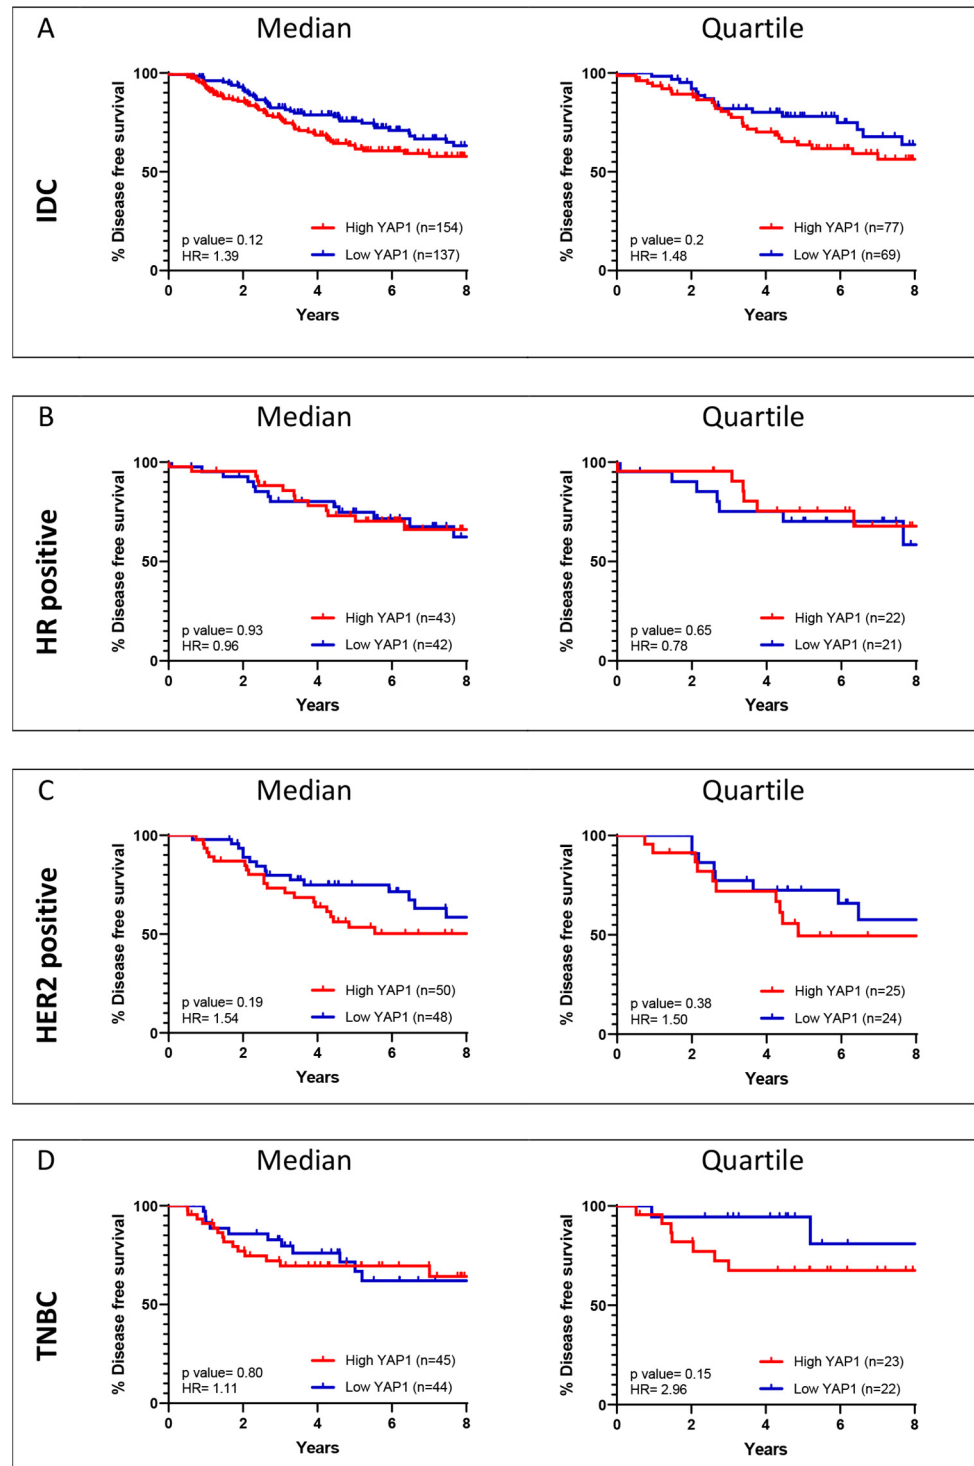 A
Median
Quartile
IDC
% Disease free survival
100
50
0
p value= 0.12
HR= 1.39
High YAP1 (n=154)
Low YAP1 (n=137)
0 2 4 6 8
Years
% Disease free survival
100
50
0
p value= 0.2
HR= 1.48
High YAP1 (n=77)
Low YAP1 (n=69)
0 2 4 6 8
Years
B
Median
Quartile
HR positive
% Disease free survival
100
50
0
p value= 0.93
HR= 0.96
High YAP1 (n=43)
Low YAP1 (n=42)
0 2 4 6 8
Years
% Disease free survival
100
50
0
p value= 0.65
HR= 0.78
High YAP1 (n=22)
Low YAP1 (n=21)
0 2 4 6 8
Years
C
Median
Quartile
HER2 positive
% Disease free survival
100
50
0
p value= 0.19
HR= 1.54
High YAP1 (n=50)
Low YAP1 (n=48)
0 2 4 6 8
Years
% Disease free survival
100
50
0
p value= 0.38
HR= 1.50
High YAP1 (n=25)
Low YAP1 (n=24)
0 2 4 6 8
Years
D
Median
Quartile
TNBC
% Disease free survival
100
50
0
p value= 0.80
HR= 1.11
High YAP1 (n=45)
Low YAP1 (n=44)
0 2 4 6 8
Years
% Disease free survival
100
50
0
p value= 0.15
HR= 2.96
High YAP1 (n=23)
Low YAP1 (n=22)
0 2 4 6 8
Years